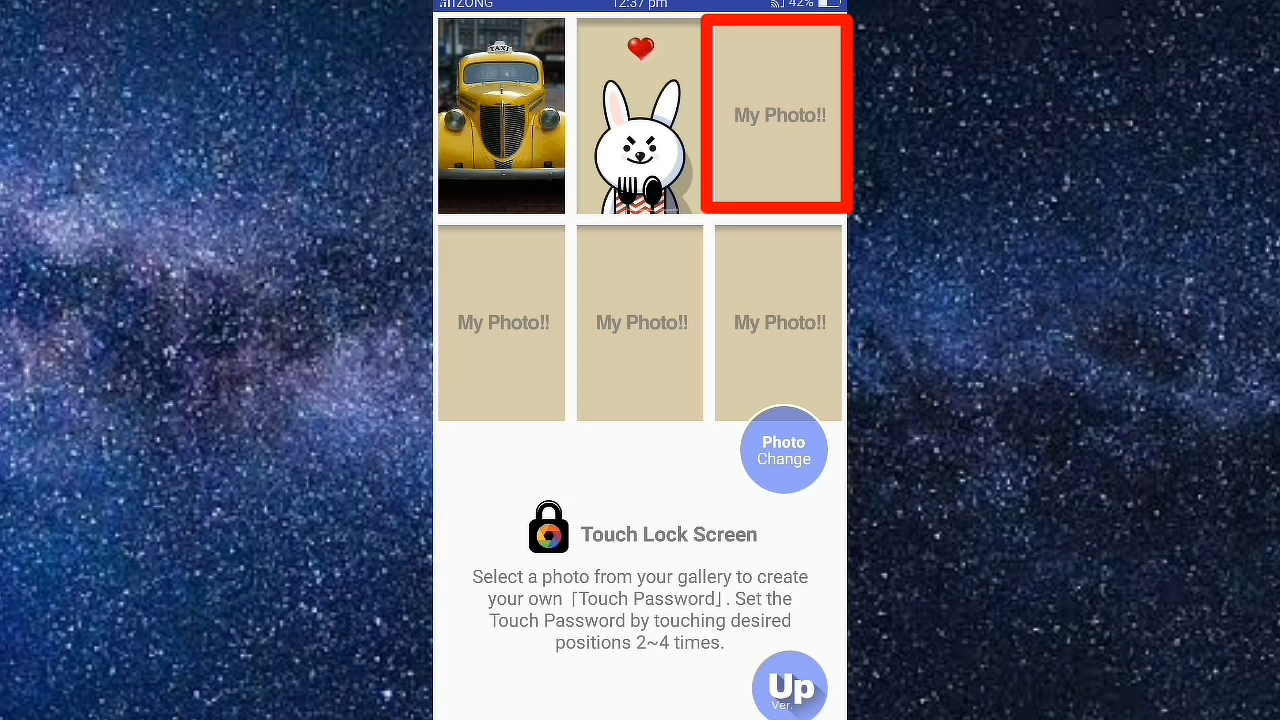 ZONG 12:37 pm 42%
TAXI
My Photo!!
My Photo!! My Photo!! My Photo!!
Photo
Change
Touch Lock Screen
Select a photo from your gallery to create
your own「Touch Password」. Set the
Touch Password by touching desired
positions 2~4 times.
Up
Ver.